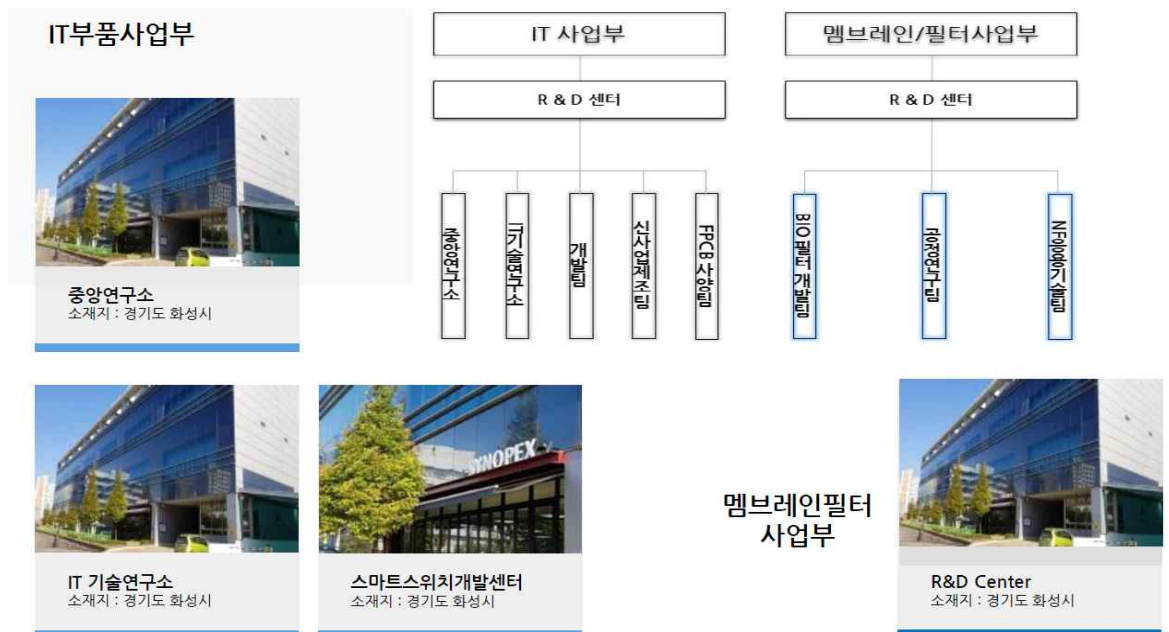 IT부품사업부
중앙연구소
소재지 : 경기도 화성시
IT 사업부
R & D 센터
중앙연구소
IT기술연구소
개발팀
신사업제조팀
FPCB 사양팀
멤브레인/필터사업부
R & D 센터
BIO 필터 개발팀
공정연구팀
NF응용기술팀
IT 기술연구소
소재지 : 경기도 화성시
SYNOPEX
스마트스위치개발센터
소재지 : 경기도 화성시
멤브레인필터
사업부
R&D Center
소재지 : 경기도 화성시